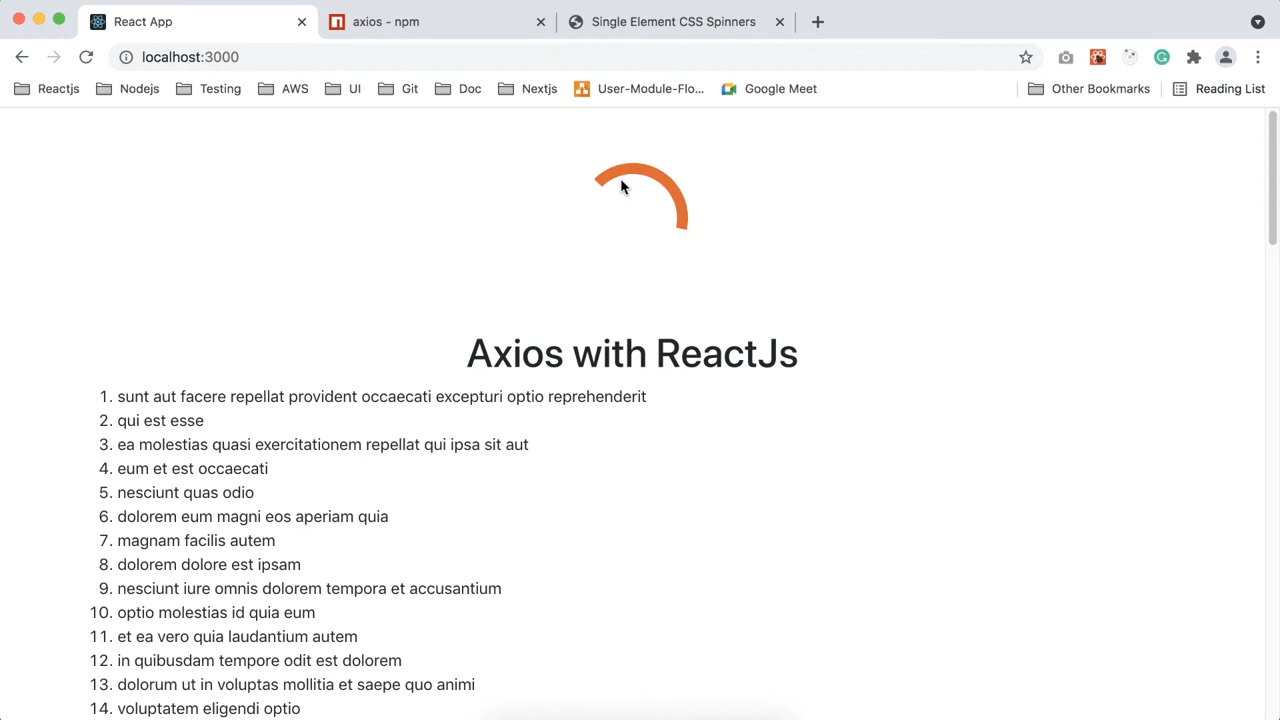 React App
axios - npm
Single Element CSS Spinners
localhost:3000
Reactjs
Nodejs
Testing
AWS
UI
Git
Doc
Nextjs
User-Module-Flo...
Google Meet
Other Bookmarks
Reading List
Axios with ReactJs
1. sunt aut facere repellat provident occaecati excepturi optio reprehenderit
2. qui est esse
3. ea molestias quasi exercitationem repellat qui ipsa sit aut
4. eum et est occaecati
5. nesciunt quas odio
6. dolorem eum magni eos aperiam quia
7. magnam facilis autem
8. dolorem dolore est ipsam
9. nesciunt iure omnis dolorem tempora et accusantium
10. optio molestias id quia eum
11. et ea vero quia laudantium autem
12. in quibusdam tempore odit est dolorem
13. dolorum ut in voluptas mollitia et saepe quo animi
14. voluptatem eligendi optio